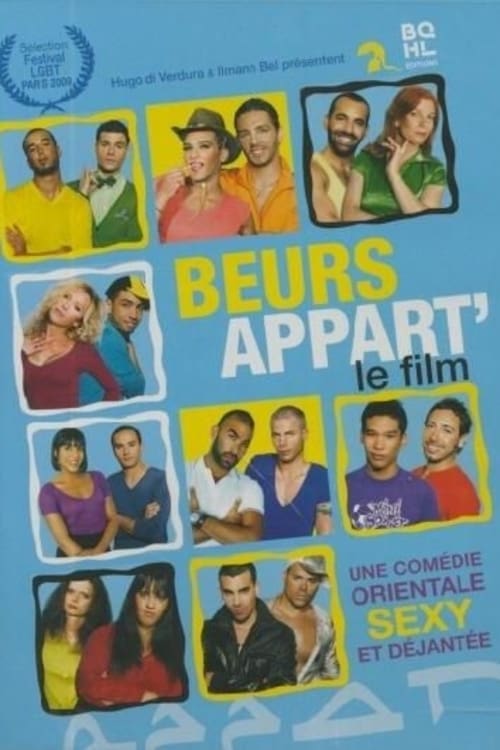 Sélection
Festival
LGBT
PARIS 2009
Hugo di Verdura & Ilmann Bel présentent
BQ
HL
EDITIONS
BEURS
APPART'
le film
UNE COMÉDIE
ORIENTALE
SEXY
ET DÉJANTÉE